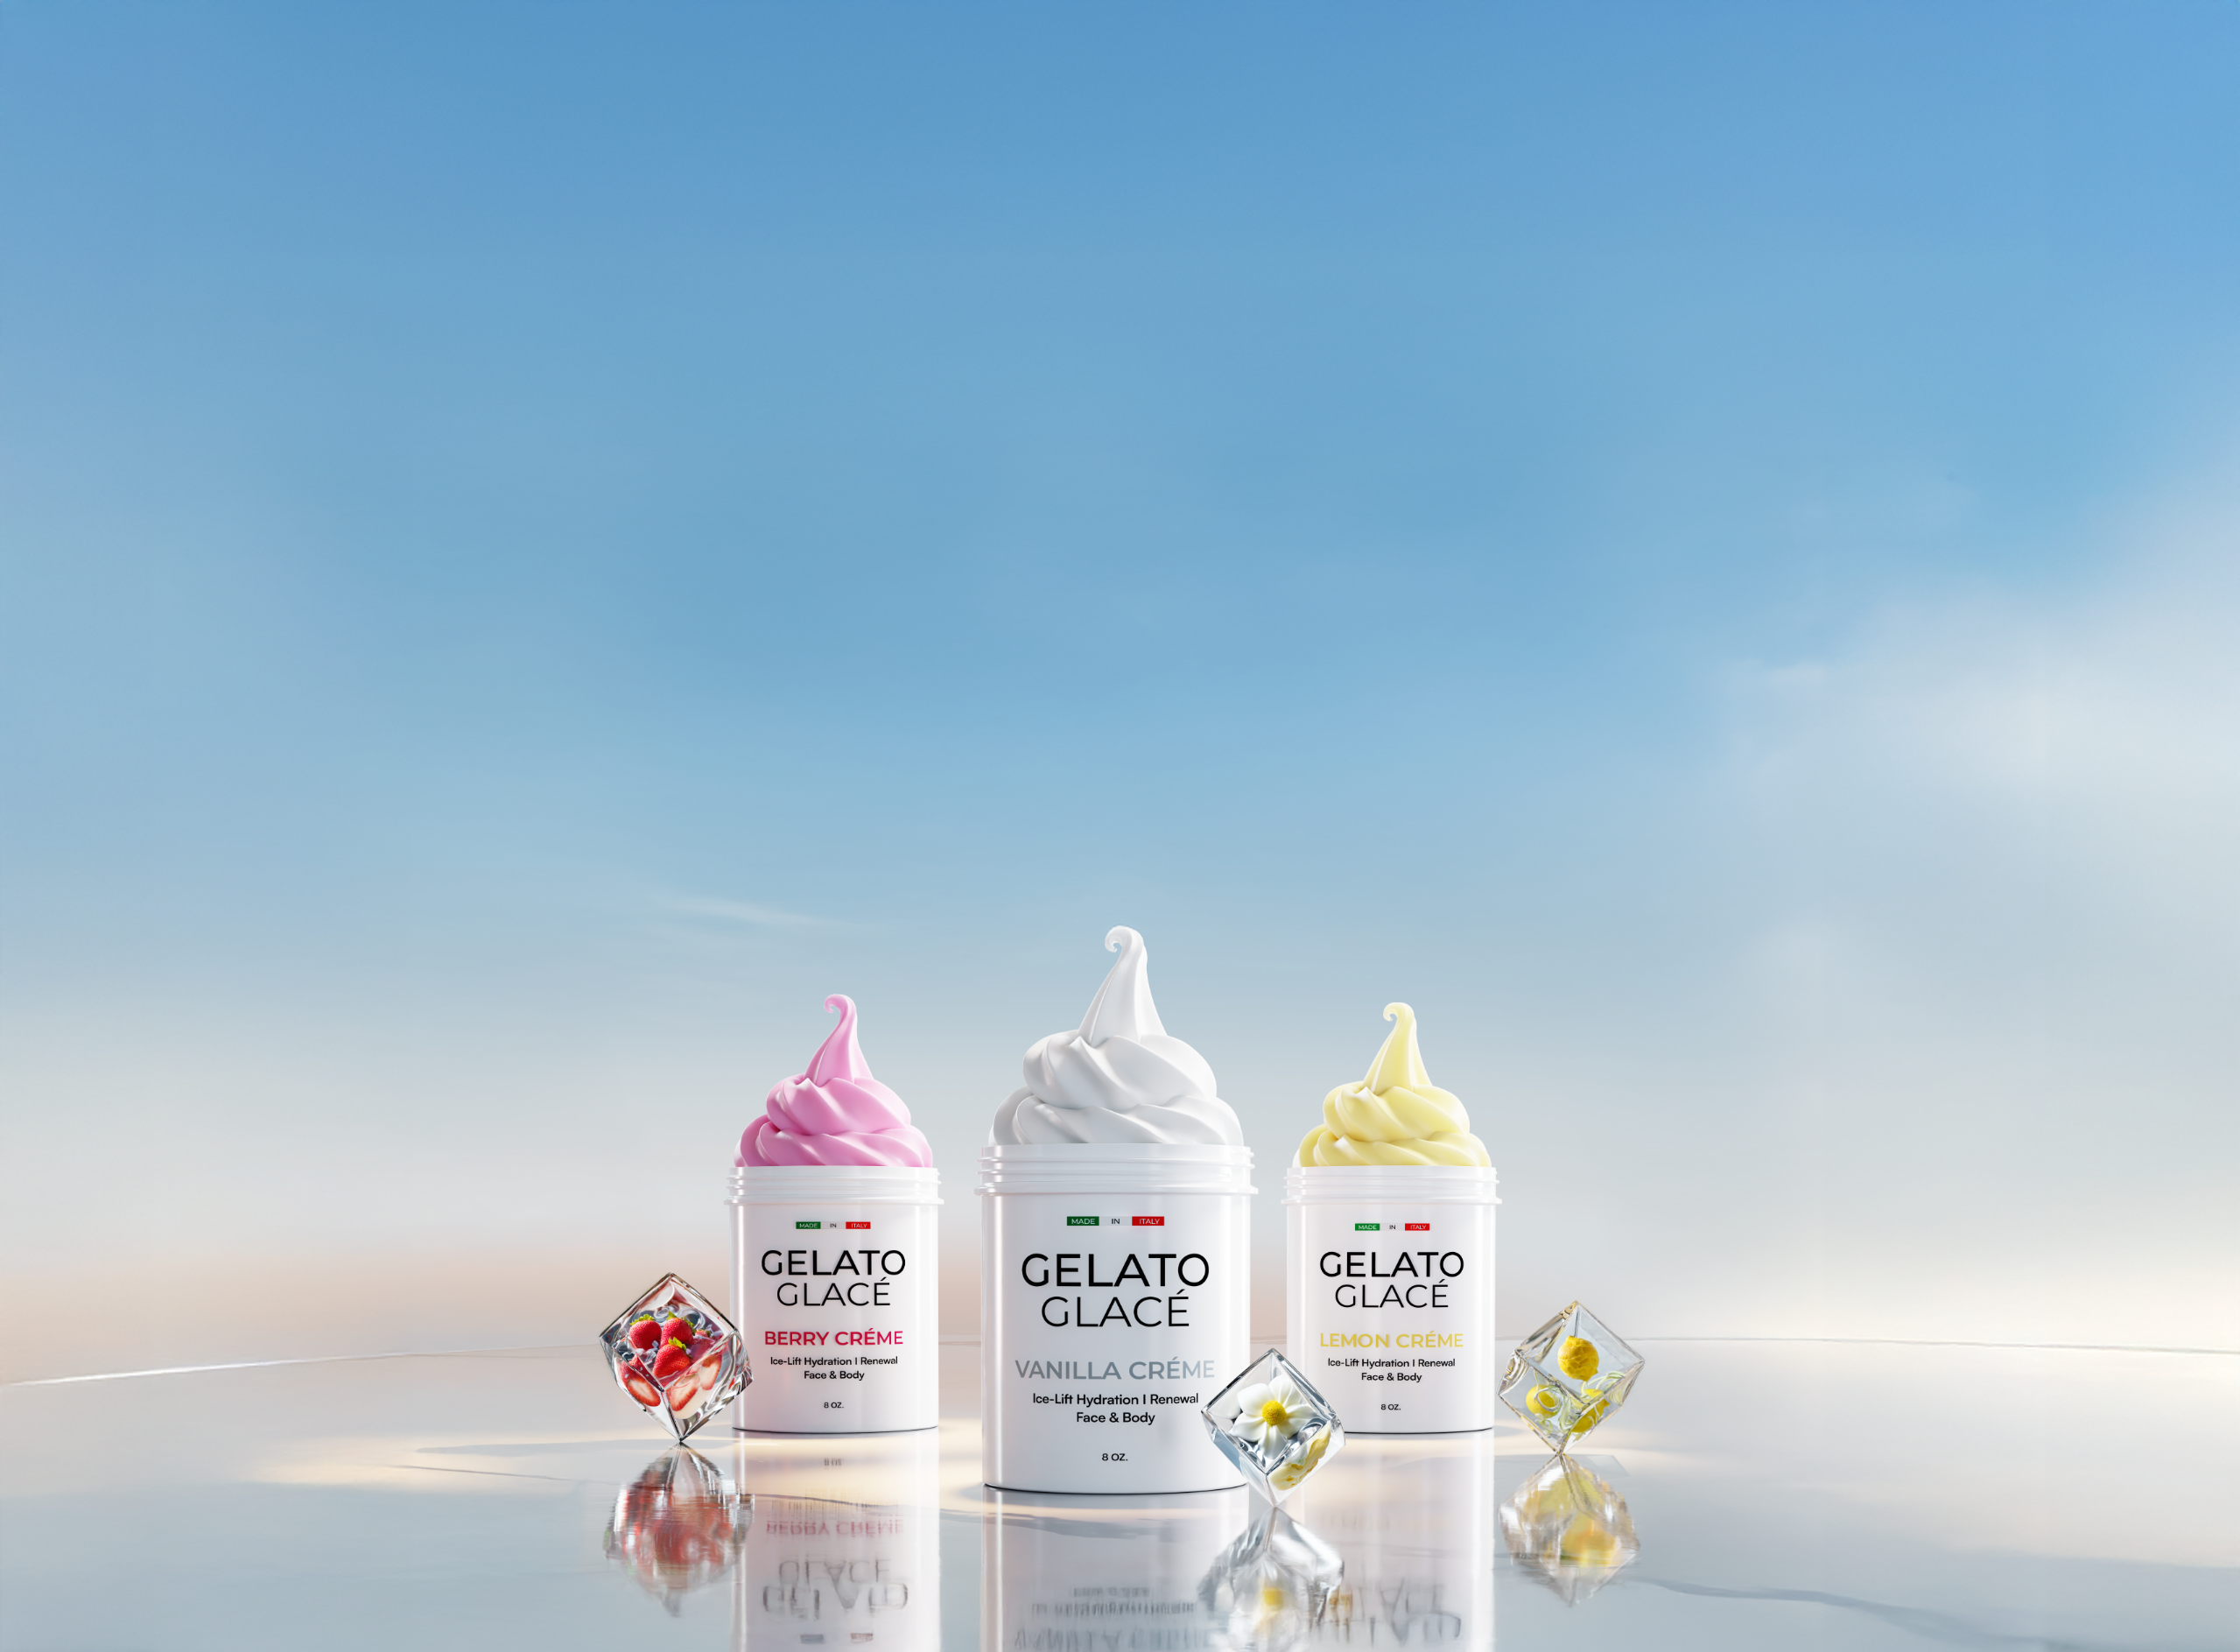 MADE IN ITALY
GELATO
GLACÉ
BERRY CRÉME
Ice-Lift Hydration I Renewal
Face & Body
8 OZ.
MADE IN ITALY
GELATO
GLACÉ
VANILLA CRÉME
Ice-Lift Hydration I Renewal
Face & Body
8 OZ.
MADE IN ITALY
GELATO
GLACÉ
LEMON CRÉME
Ice-Lift Hydration I Renewal
Face & Body
8 OZ.